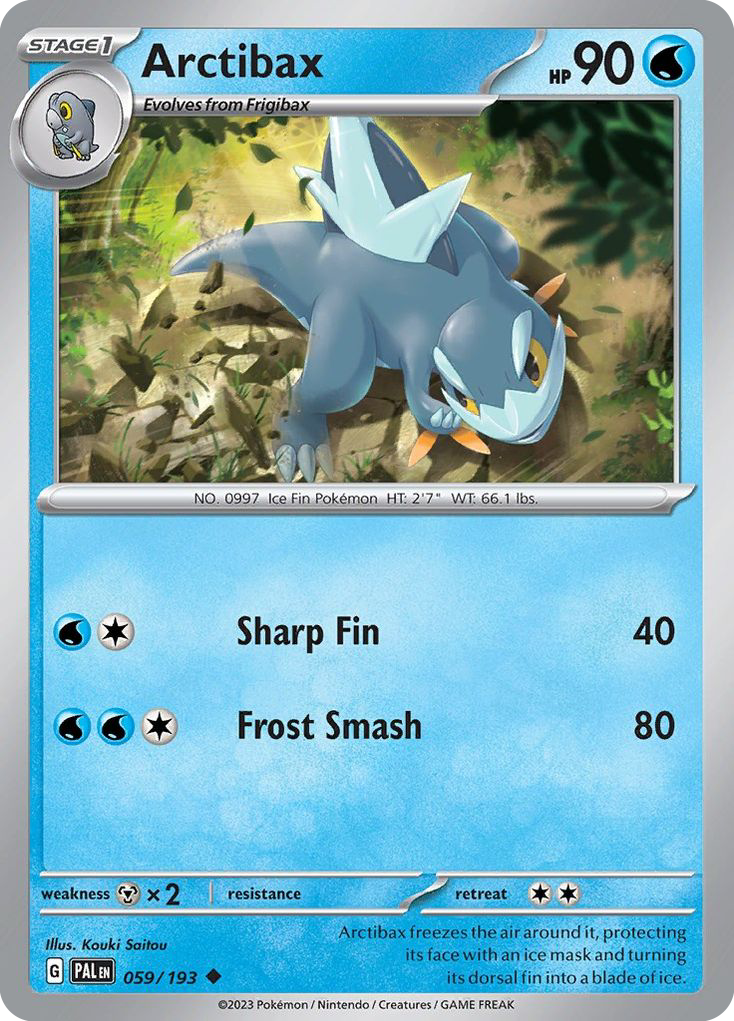 STAGE1
Arctibax
HP 90
Evolves from Frigibax
NO. 0997 Ice Fin Pokémon HT: 2'7" WT: 66.1 lbs.
Sharp Fin 40
Frost Smash 80
weakness ×2 resistance retreat
Illus. Kouki Saitou
Arctibax freezes the air around it, protecting
its face with an ice mask and turning
its dorsal fin into a blade of ice.
G PAL EN 059/193
©2023 Pokémon / Nintendo / Creatures / GAME FREAK